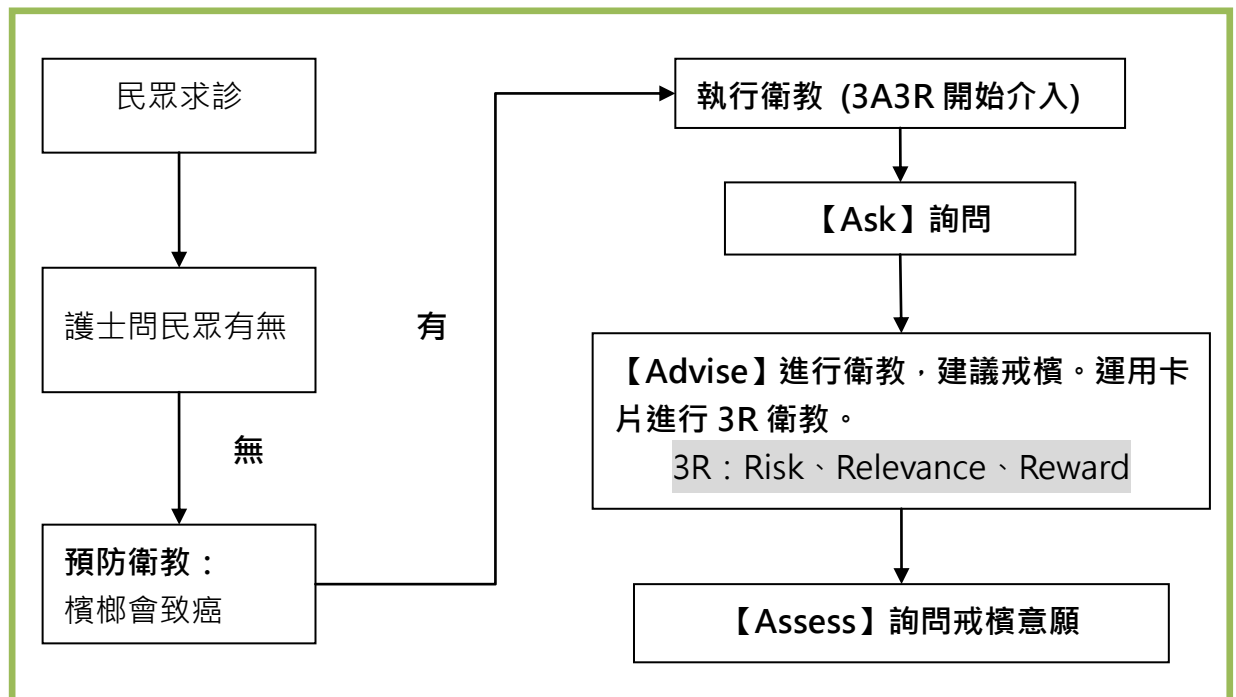 民眾求診
護士問民眾有無
無
預防衛教：
檳榔會致癌
有
執行衛教 (3A3R 開始介入)
【Ask】詢問
【Advise】進行衛教，建議戒檳。運用卡
片進行 3R 衛教。
3R：Risk、Relevance、Reward
【Assess】詢問戒檳意願